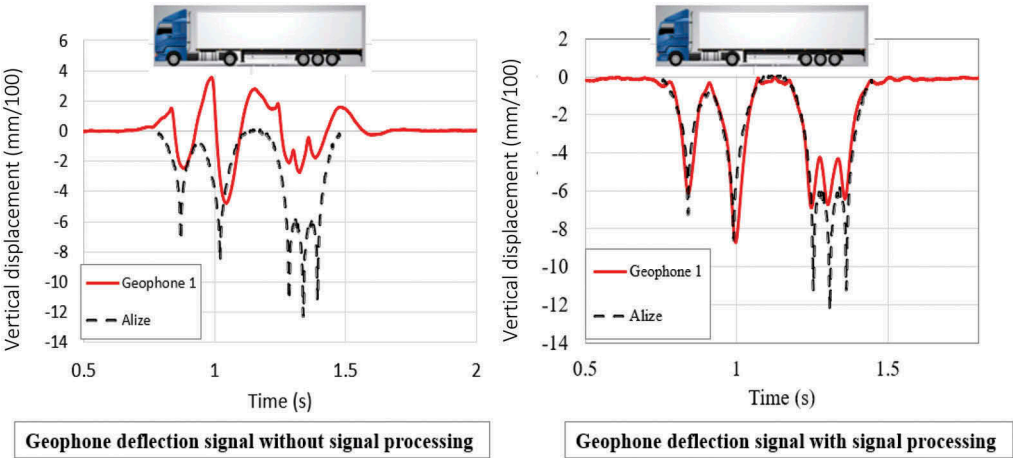 6
4
2
0
-2
-4
-6
-8
-10
-12
-14
Vertical displacement (mm/100)
Geophone 1
Alize
0.5
1
1.5
2
Time (s)
Geophone deflection signal without signal processing
2
0
-2
-4
-6
-8
-10
-12
-14
Vertical displacement (mm/100)
Geophone 1
Alize
0.5
1
1.5
Time (s)
Geophone deflection signal with signal processing